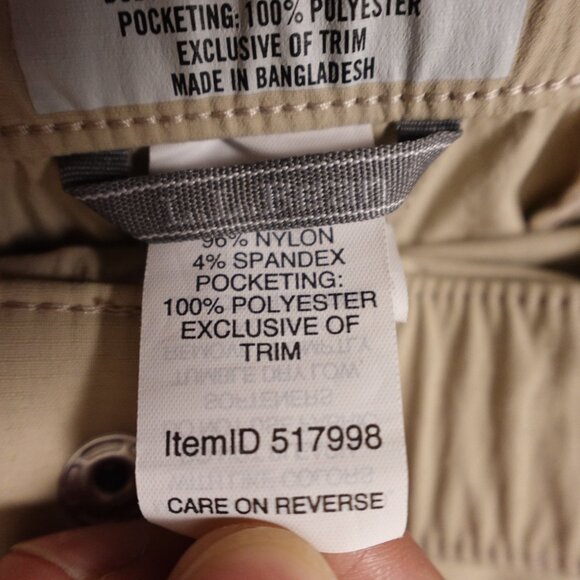 POCKETING: 100% POLYESTER
EXCLUSIVE OF TRIM
MADE IN BANGLADESH
96% NYLON
4% SPANDEX
POCKETING:
100% POLYESTER
EXCLUSIVE OF
TRIM
ItemID 517998
CARE ON REVERSE